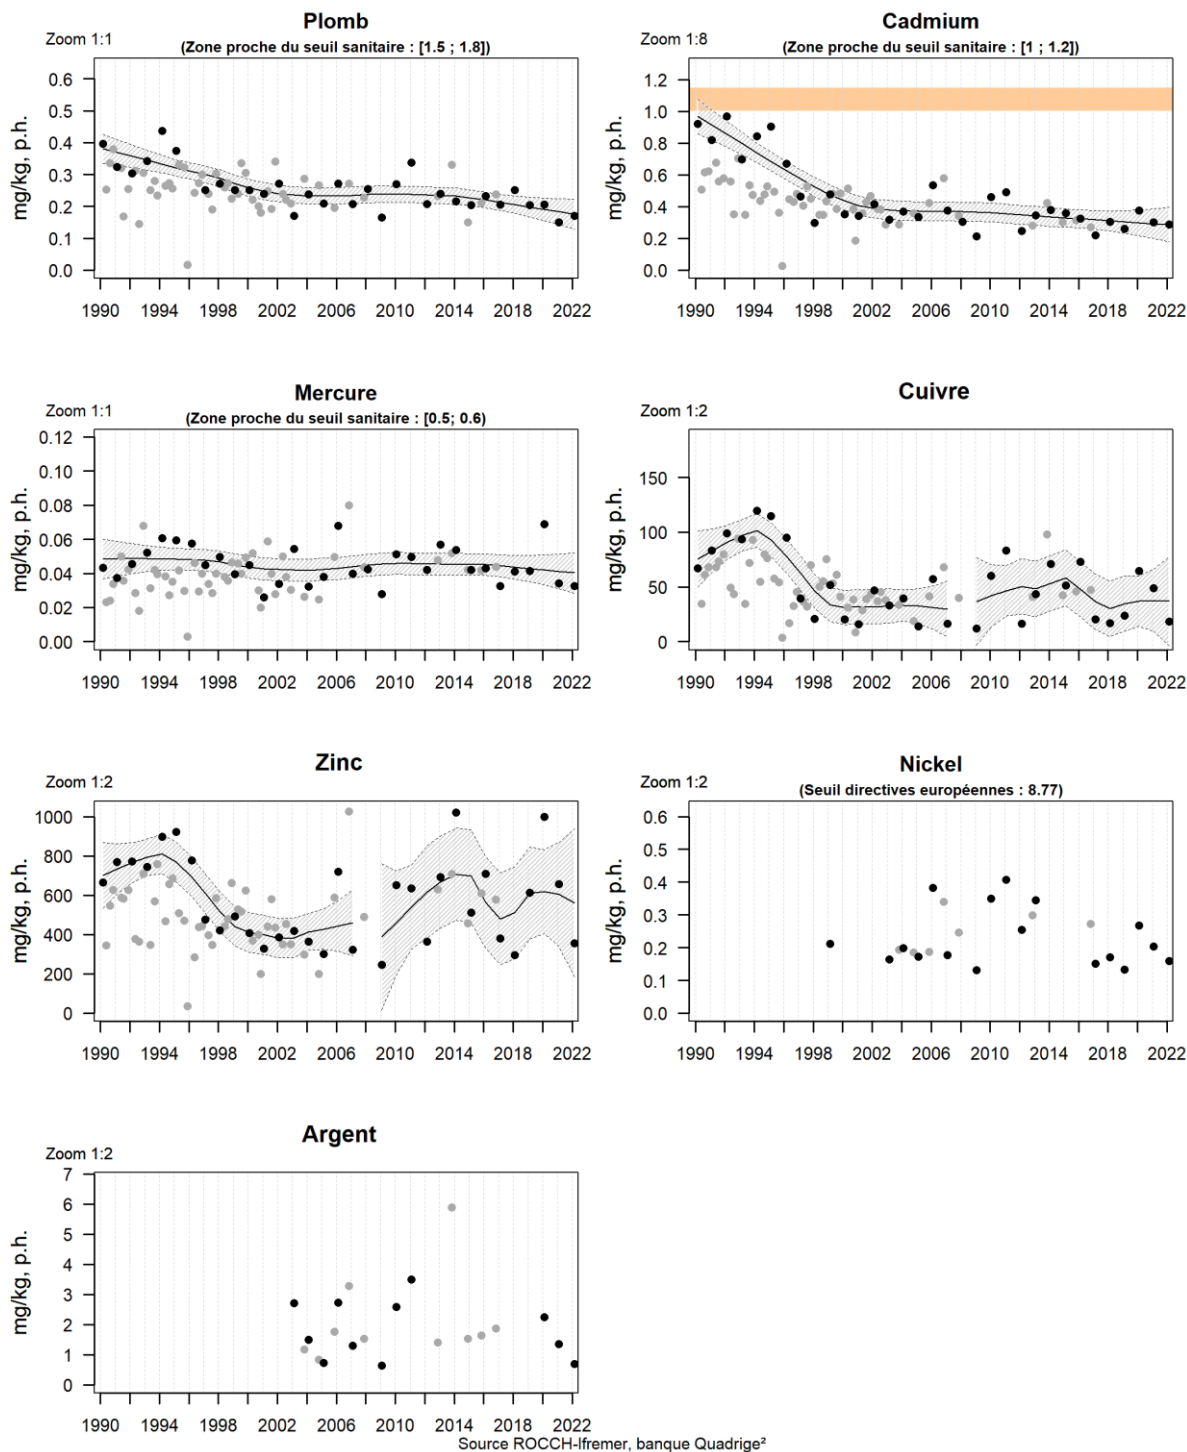 Plomb
Zoom 1:1
(Zone proche du seuil sanitaire : [1.5 ; 1.8])
mg/kg, p.h.
0.6
0.5
0.4
0.3
0.2
0.1
0.0
1990 1994 1998 2002 2006 2010 2014 2018 2022
Cadmium
Zoom 1:8
(Zone proche du seuil sanitaire : [1 ; 1.2])
mg/kg, p.h.
1.2
1.0
0.8
0.6
0.4
0.2
0.0
1990 1994 1998 2002 2006 2010 2014 2018 2022
Mercure
Zoom 1:1
(Zone proche du seuil sanitaire : [0.5; 0.6)
mg/kg, p.h.
0.12
0.10
0.08
0.06
0.04
0.02
0.00
1990 1994 1998 2002 2006 2010 2014 2018 2022
Cuivre
Zoom 1:2
mg/kg, p.h.
150
100
50
0
1990 1994 1998 2002 2006 2010 2014 2018 2022
Zinc
Zoom 1:2
mg/kg, p.h.
1000
800
600
400
200
0
1990 1994 1998 2002 2006 2010 2014 2018 2022
Nickel
Zoom 1:2
(Seuil directives européennes : 8.77)
mg/kg, p.h.
0.6
0.5
0.4
0.3
0.2
0.1
0.0
1990 1994 1998 2002 2006 2010 2014 2018 2022
Argent
Zoom 1:2
mg/kg, p.h.
7
6
5
4
3
2
1
0
1990 1994 1998 2002 2006 2010 2014 2018 2022
Source ROCCH-Ifremer, banque Quadrige²